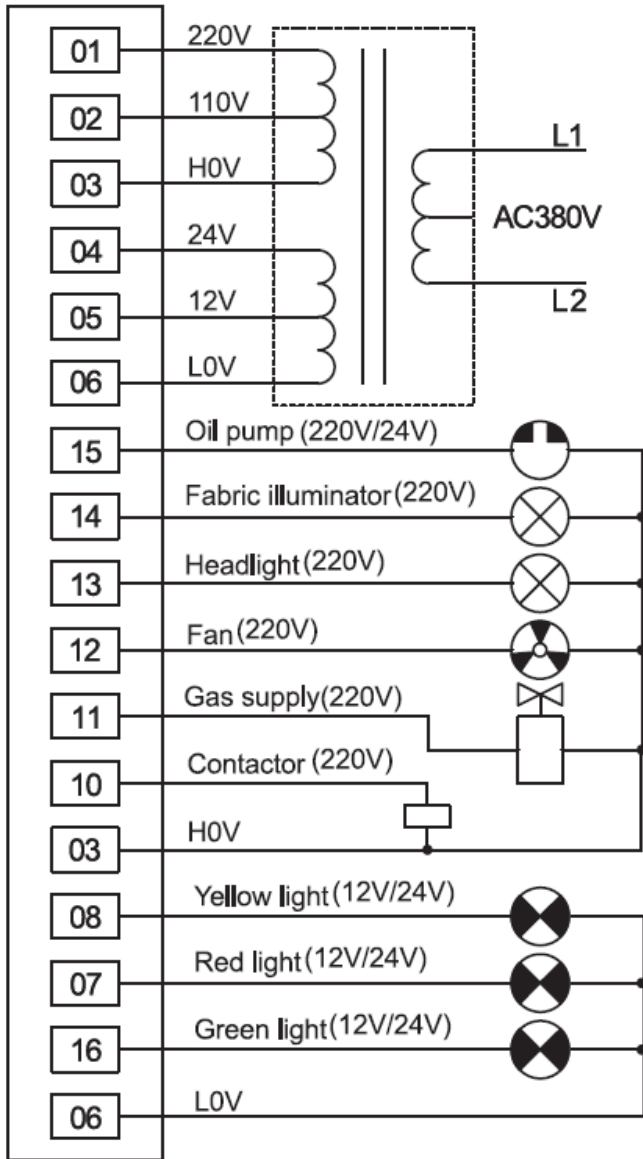 01 220V
02 110V
03 H0V
L1
AC380V
04 24V
05 12V
L2
06 L0V
15 Oil pump (220V/24V)
14 Fabric illuminator(220V)
13 Headlight(220V)
12 Fan(220V)
11 Gas supply(220V)
10 Contactor (220V)
03 H0V
08 Yellow light(12V/24V)
07 Red light(12V/24V)
16 Green light(12V/24V)
06 L0V